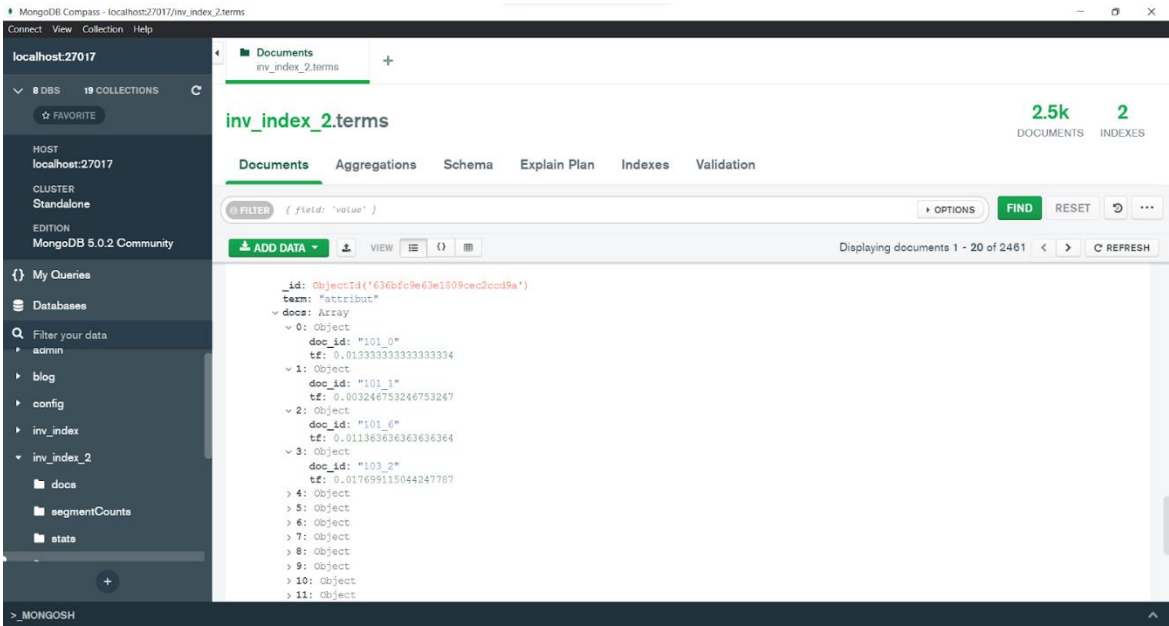 MongoDB Compass - localhost:27017/inv_index_2.terms
Connect View Collection Help
localhost:27017
8 DBS 19 COLLECTIONS
FAVORITE
HOST
localhost:27017
CLUSTER
Standalone
EDITION
MongoDB 5.0.2 Community
{} My Queries
Databases
Filter your data
admin
blog
config
inv_index
inv_index_2
docs
segmentCounts
stats
+
>_MONGOSH
Documents
inv_index_2.terms
+
inv_index_2.terms
2.5k
DOCUMENTS
2
INDEXES
Documents Aggregations Schema Explain Plan Indexes Validation
FILTER { field: 'value' } OPTIONS FIND RESET ...
ADD DATA VIEW {} Displaying documents 1 - 20 of 2461 < > REFRESH
_id: ObjectId('636bfc9e63e1809cec2ccd9a')
term: "attribut"
docs: Array
0: Object
doc_id: "101_0"
tf: 0.013333333333333334
1: Object
doc_id: "101_1"
tf: 0.003246753246753247
2: Object
doc_id: "101_6"
tf: 0.011363636363636364
3: Object
doc_id: "103_2"
tf: 0.017699115044247787
4: Object
5: Object
6: Object
7: Object
8: Object
9: Object
10: Object
11: Object